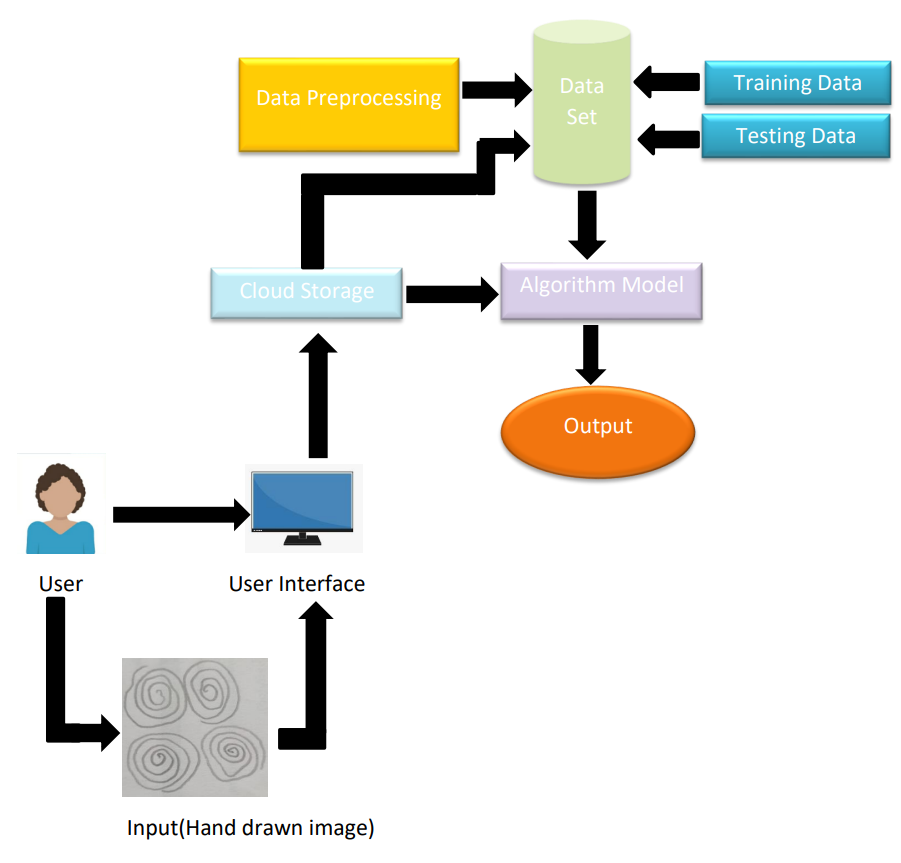 Data Preprocessing
Data
Set
Training Data
Testing Data
Cloud Storage
Algorithm Model
Output
User
User Interface
Input(Hand drawn image)